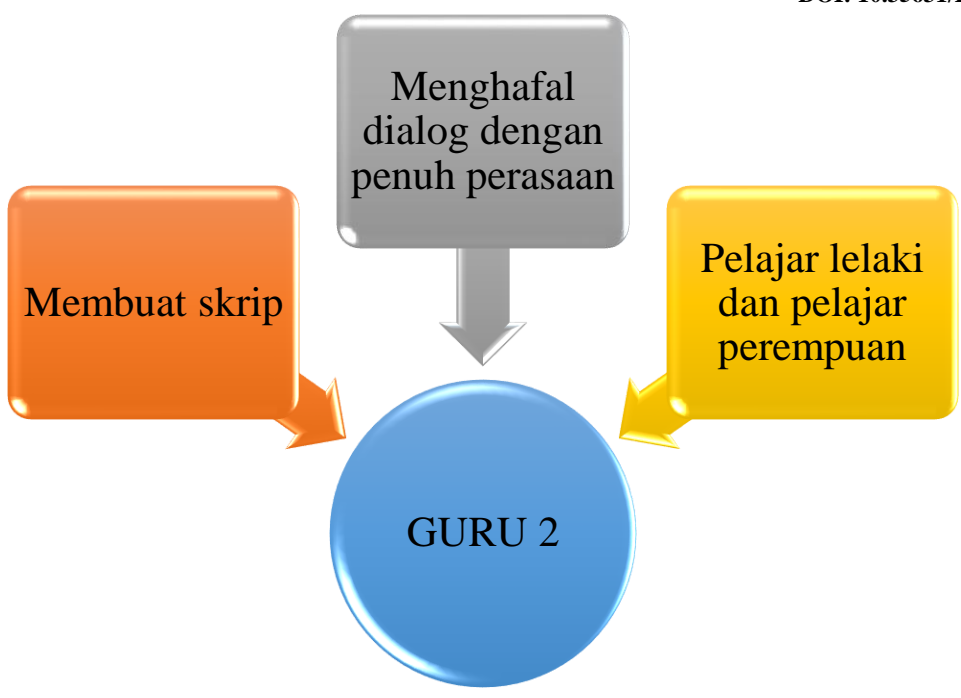 Menghafal
dialog dengan
penuh perasaan
Membuat skrip
Pelajar lelaki
dan pelajar
perempuan
GURU 2